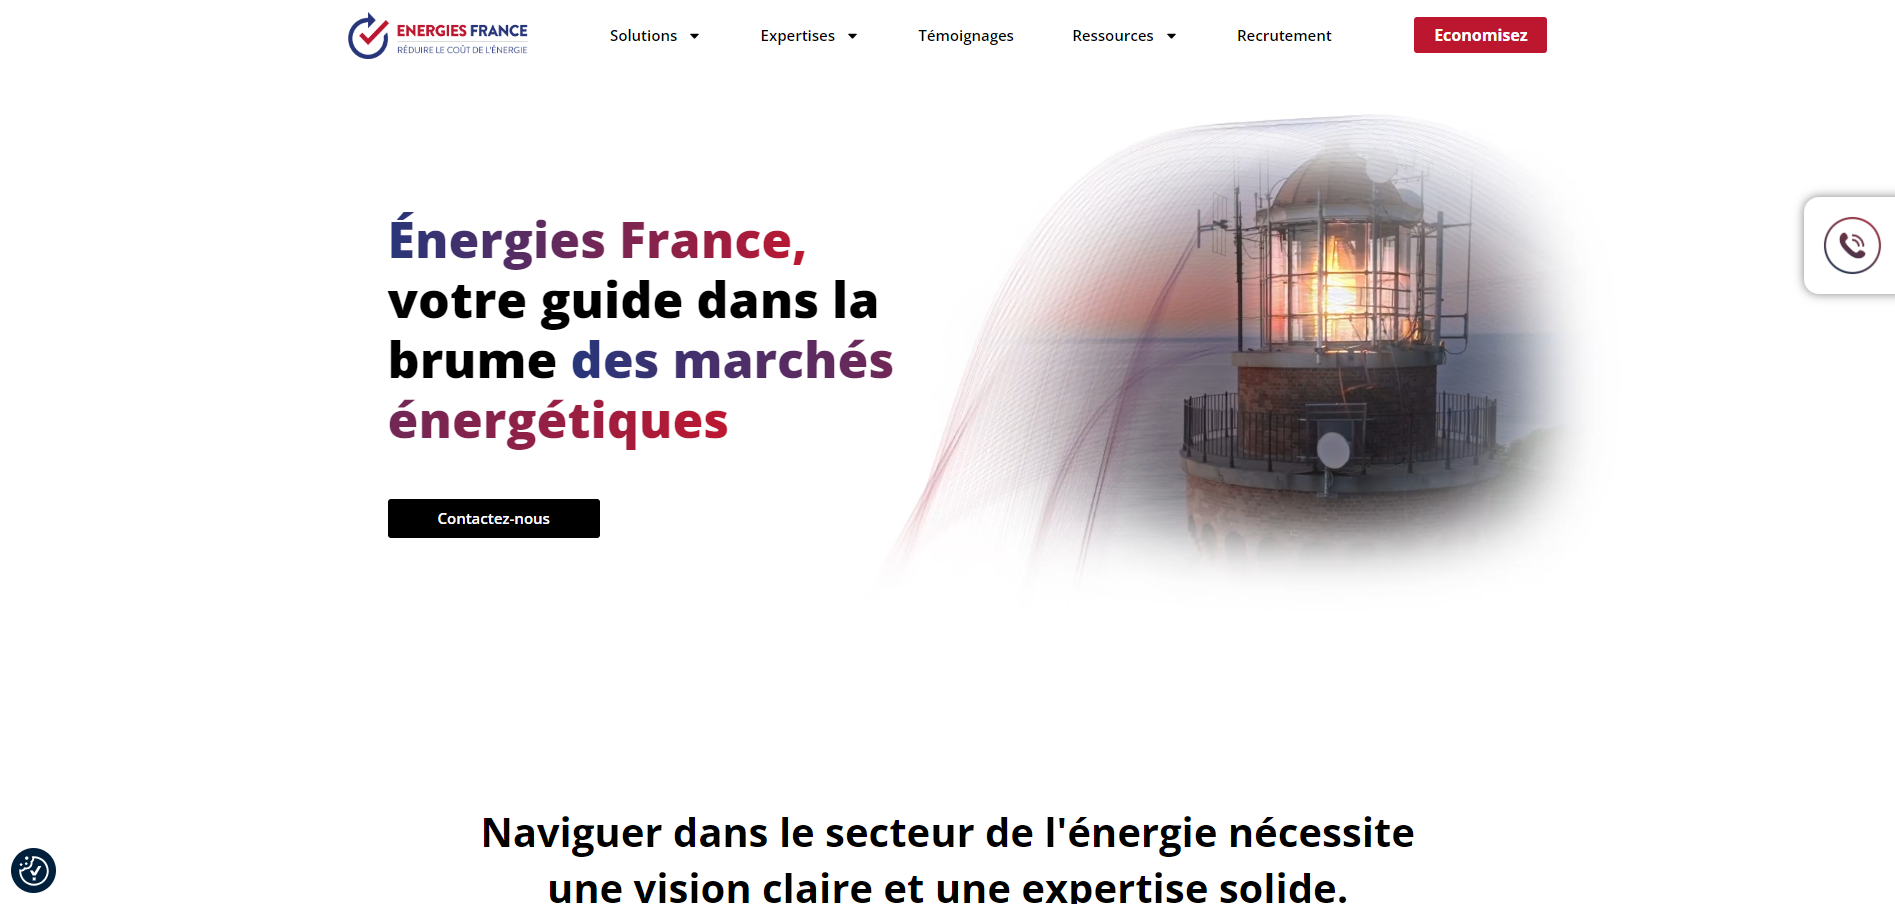 ENERGIES FRANCE
RÉDUIRE LE COÛT DE L'ÉNERGIE
Solutions
Expertises
Témoignages
Ressources
Recrutement
Economisez
Énergies France,
votre guide dans la
brume des marchés
énergétiques
Contactez-nous
Naviguer dans le secteur de l'énergie nécessite
une vision claire et une expertise solide.